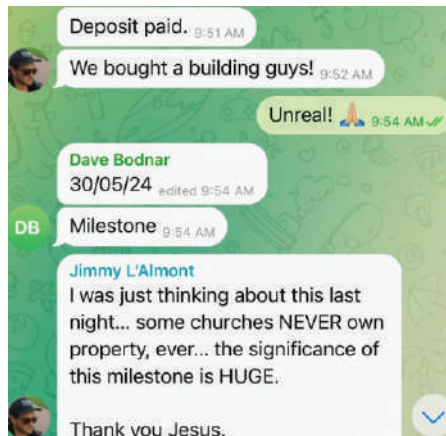 Deposit paid. 9:51 AM
We bought a building guys! 9:52 AM
Unreal! 🙏🏼 9:54 AM
Dave Bodnar
30/05/24 edited 9:54 AM
DB
Milestone 9:54 AM
Jimmy L'Almont
I was just thinking about this last
night... some churches NEVER own
property, ever... the significance of
this milestone is HUGE.
Thank you Jesus.